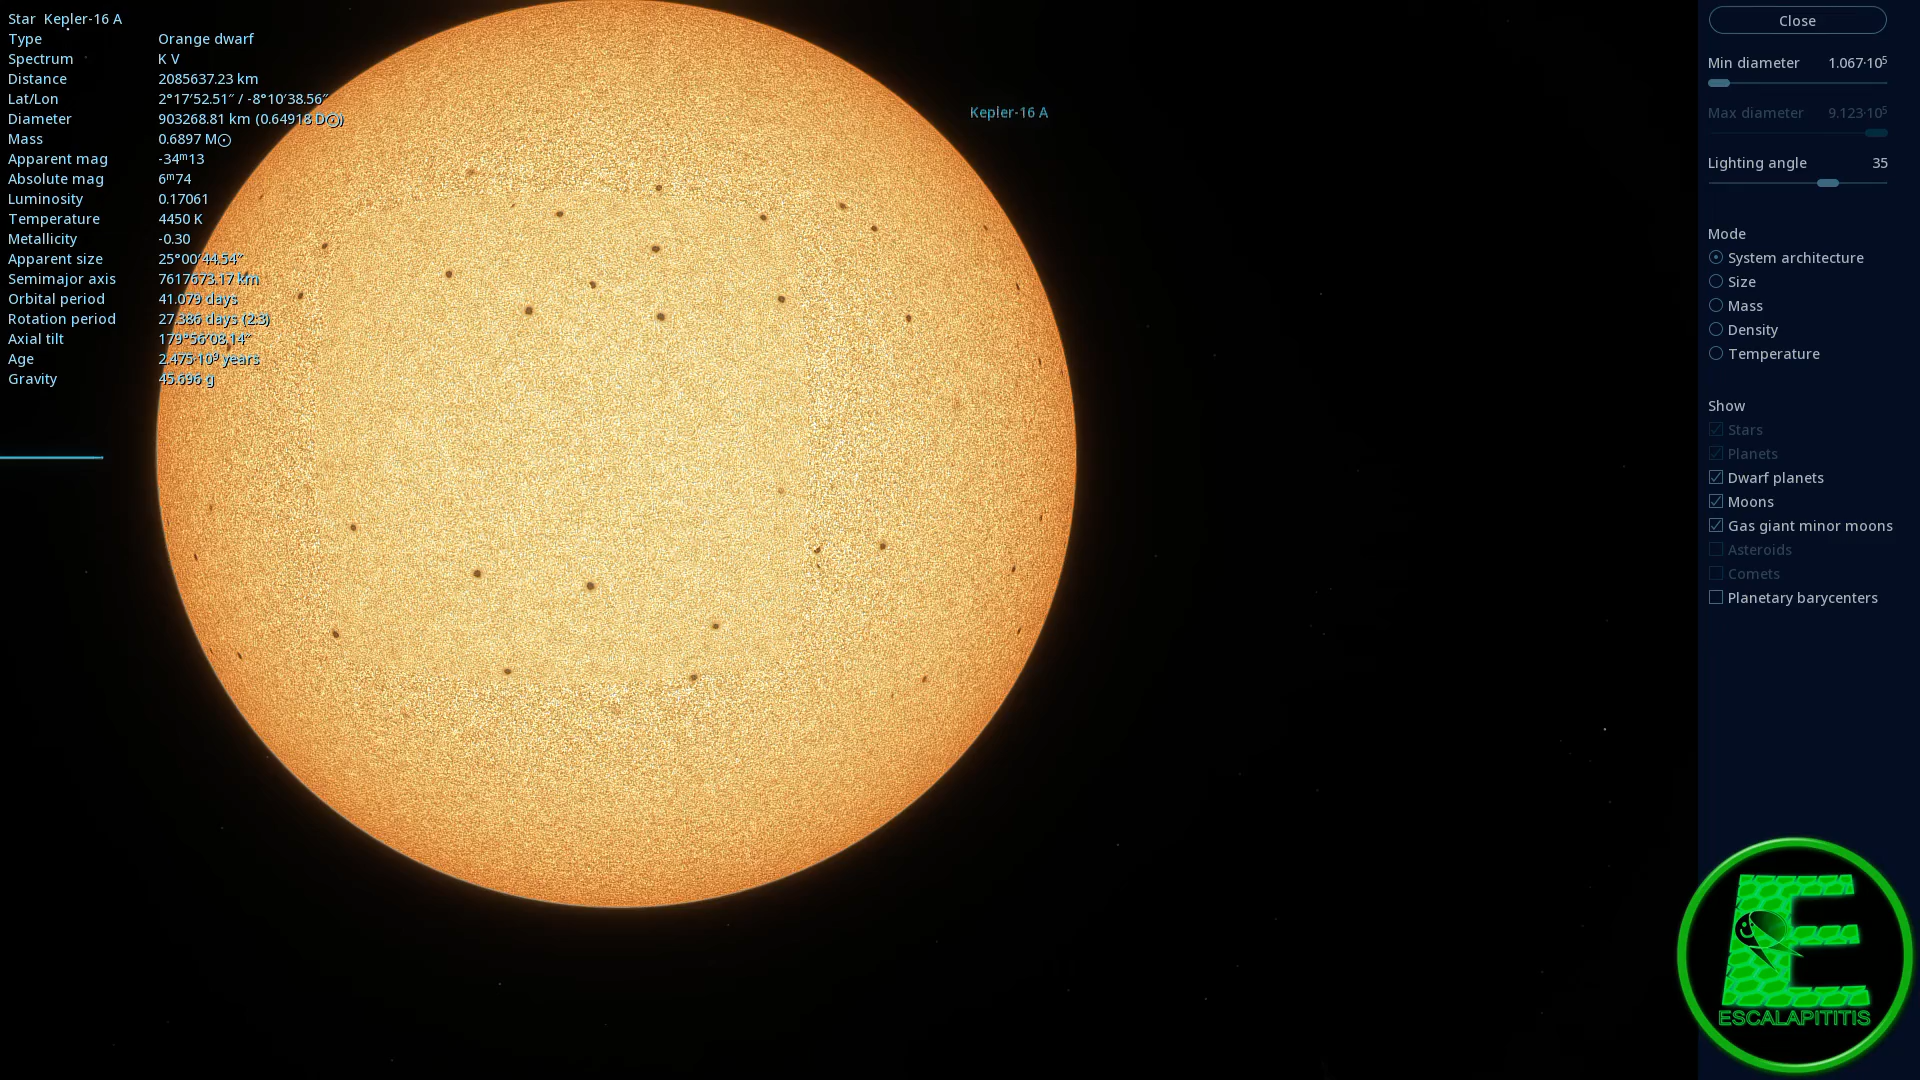 Star Kepler-16 A
Type Orange dwarf
Spectrum K V
Distance 2085637.23 km
Lat/Lon 2°17′52.51″ / -8°10′38.56″
Diameter 903268.81 km (0.64918 D☉)
Mass 0.6897 M☉
Apparent mag -34ᵐ13
Absolute mag 6ᵐ74
Luminosity 0.17061
Temperature 4450 K
Metallicity -0.30
Apparent size 25°00′44.54″
Semimajor axis 7617673.17 km
Orbital period 41.079 days
Rotation period 27.386 days (2:3)
Axial tilt 179°56′08.14″
Age 2.475·10⁹ years
Gravity 45.696 g
Kepler-16 A
Close
Min diameter 1.067·10⁵
Max diameter 9.123·10⁵
Lighting angle 35
Mode
System architecture
Size
Mass
Density
Temperature
Show
Stars
Planets
Dwarf planets
Moons
Gas giant minor moons
Asteroids
Comets
Planetary barycenters
E
ESCALAPITITIS